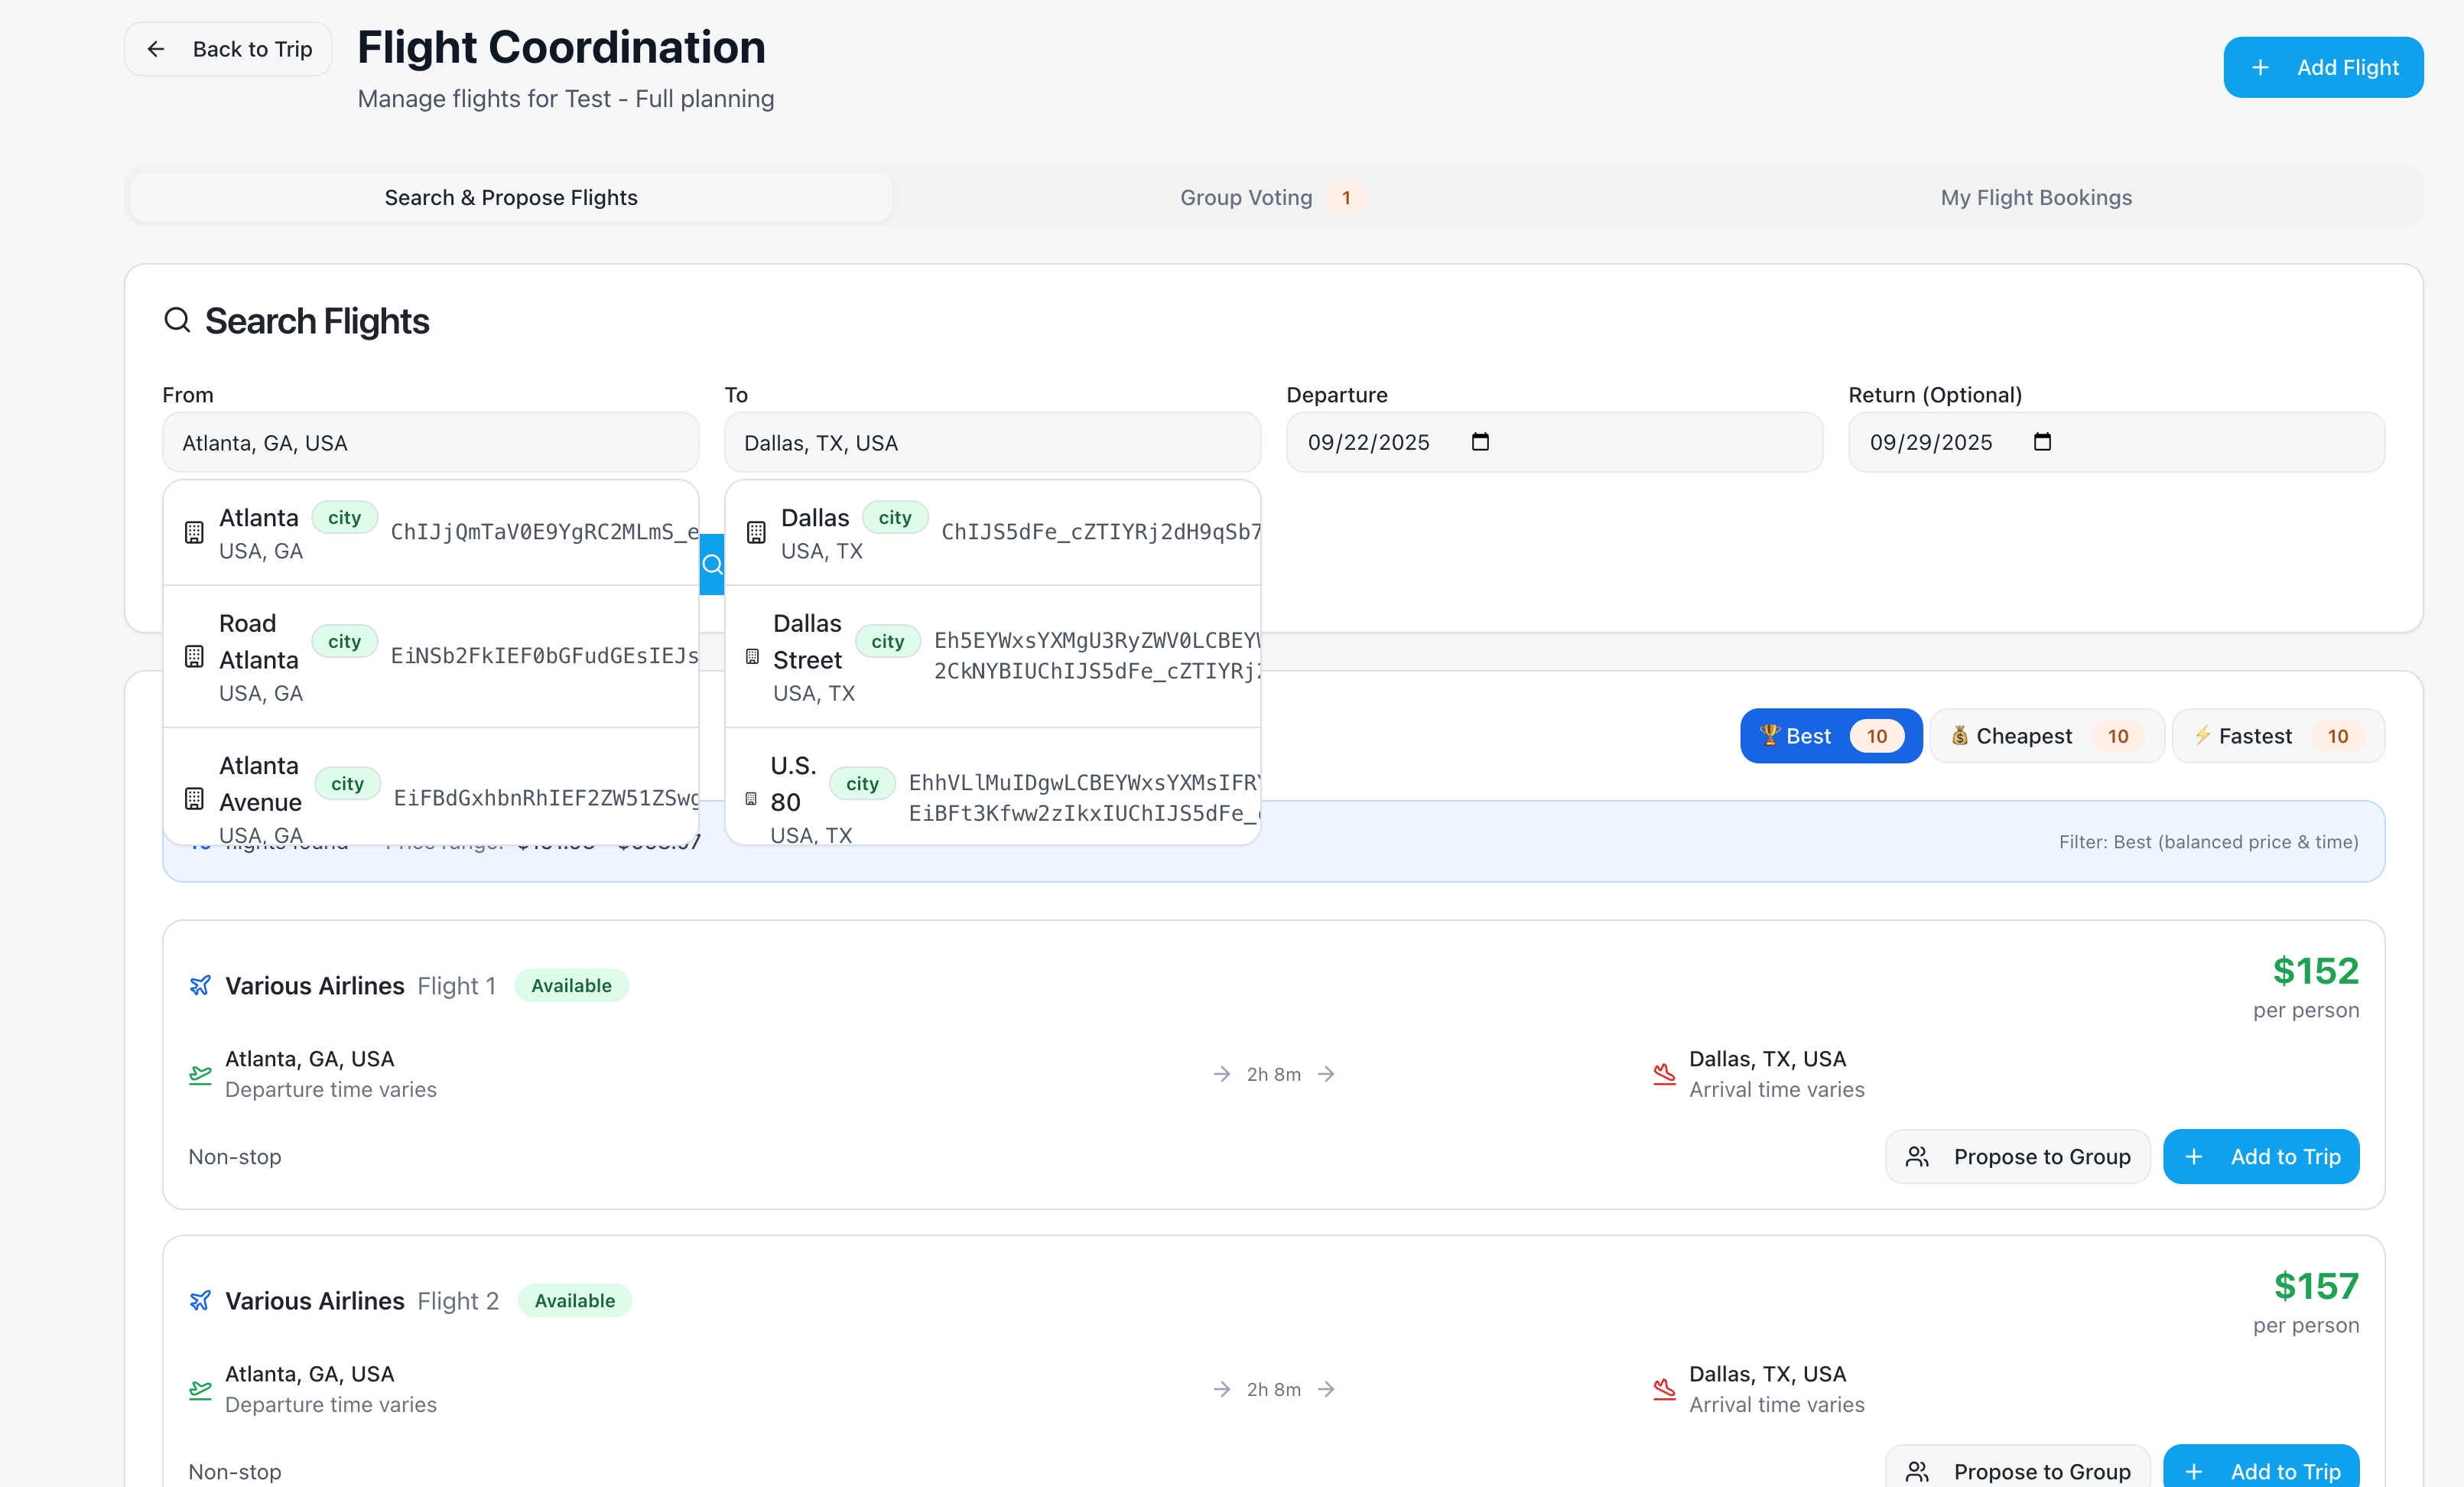 Back to Trip
Flight Coordination
Manage flights for Test - Full planning
Add Flight
Search & Propose Flights
Group Voting 1
My Flight Bookings
Search Flights
From
To
Departure
Return (Optional)
Atlanta, GA, USA
Dallas, TX, USA
09/22/2025
09/29/2025
Atlanta city
USA, GA
ChIJjQmTaV0E9YgRC2MLmS_e
Road Atlanta city
USA, GA
EiNSb2FkIEF0bGFudGEsIEJs
Atlanta Avenue city
USA, GA
EiFBdGxhbnRhIEF2ZW51ZSwg
Dallas city
USA, TX
ChIJS5dFe_cZTIYRj2dH9qSb7
Dallas Street city
USA, TX
Eh5EYWxsYXMgU3RyZWV0LCBEY
2CkNYBIUChIJS5dFe_cZTIYRj
U.S. 80 city
USA, TX
EhhVLlMuIDgwLCBEYWxsYXMsIFR
EiBFt3Kfww2zIkxIUChIJS5dFe_
🏆 Best 10
💰 Cheapest 10
⚡ Fastest 10
Filter: Best (balanced price & time)
Various Airlines Flight 1 Available
$152
per person
Atlanta, GA, USA
Departure time varies
2h 8m
Dallas, TX, USA
Arrival time varies
Non-stop
Propose to Group
Add to Trip
Various Airlines Flight 2 Available
$157
per person
Atlanta, GA, USA
Departure time varies
2h 8m
Dallas, TX, USA
Arrival time varies
Non-stop
Propose to Group
Add to Trip